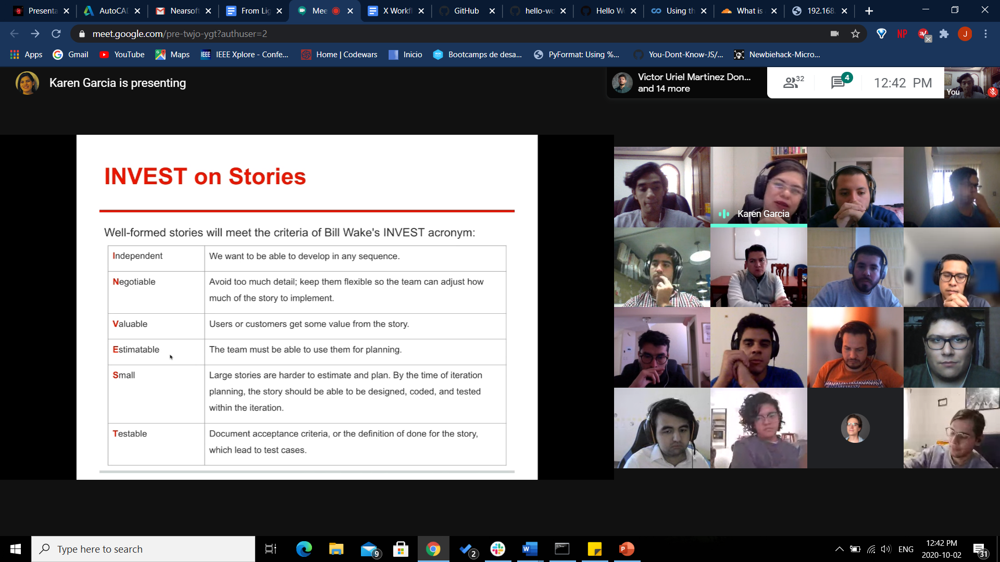 Presenta
AutoCAD
Nearsoft
From Lig
Mee
X Workfl
GitHub
hello-wo
Hello Wo
Using th
What is
192.168.
meet.google.com/pre-twjo-ygt?authuser=2
NP
J
Apps
Gmail
YouTube
Maps
IEEE
IEEE Xplore - Confe...
Home | Codewars
Inicio
Bootcamps de desa...
PyFormat: Using %...
You-Dont-Know-JS/...
Newbiehack-Micro...
Karen Garcia is presenting
Victor Uriel Martinez Don...
and 14 more
32
4
12:42 PM
You
INVEST on Stories
Well-formed stories will meet the criteria of Bill Wake's INVEST acronym:
Independent
We want to be able to develop in any sequence.
Negotiable
Avoid too much detail; keep them flexible so the team can adjust how
much of the story to implement.
Valuable
Users or customers get some value from the story.
Estimatable
The team must be able to use them for planning.
Small
Large stories are harder to estimate and plan. By the time of iteration
planning, the story should be able to be designed, coded, and tested
within the iteration.
Testable
Document acceptance criteria, or the definition of done for the story,
which lead to test cases.
Karen Garcia
Type here to search
9
2
W
P
ENG
12:42 PM
2020-10-02
31